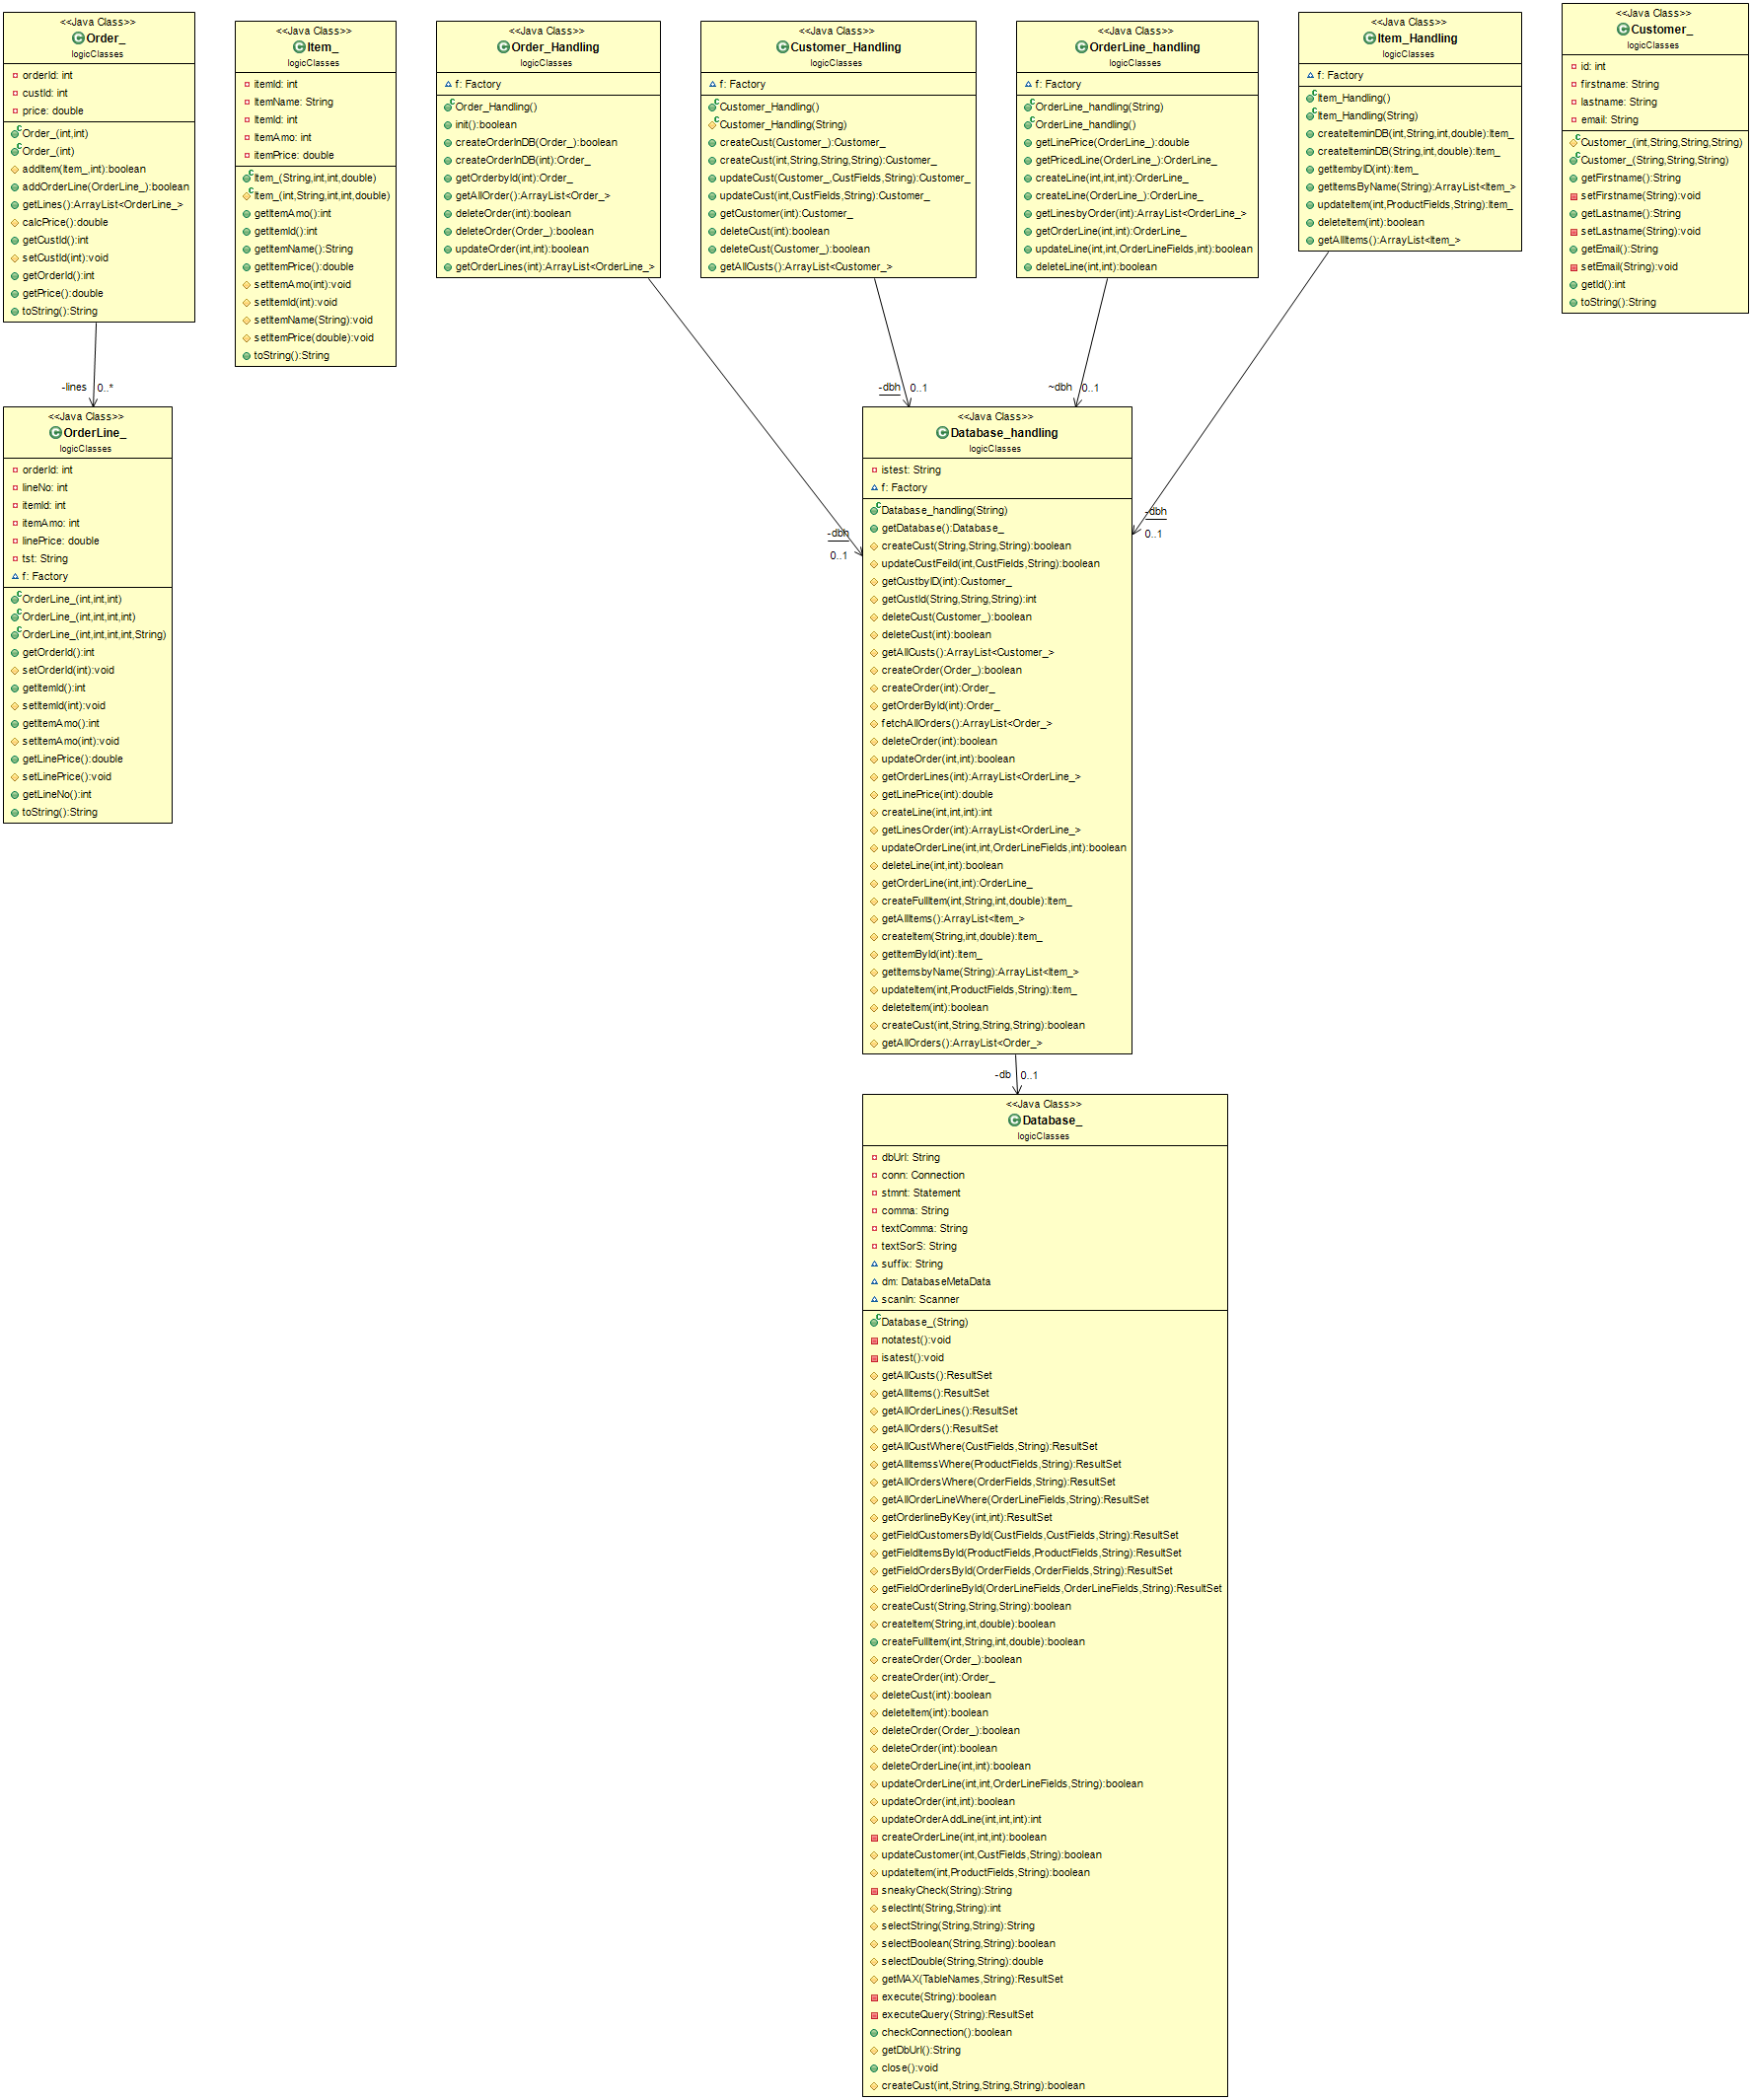 <<Java Class>>
Order_
logicClasses
orderId: int
custId: int
price: double
Order_(int,int)
Order_(int)
addItem(Item_,int):boolean
addOrderLine(OrderLine_):boolean
getLines():ArrayList<OrderLine_>
calcPrice():double
getCustId():int
setCustId(int):void
getOrderId():int
getPrice():double
toString():String
<<Java Class>>
Item_
logicClasses
itemId: int
ItemName: String
ItemId: int
ItemAmo: int
itemPrice: double
Item_(String,int,int,double)
Item_(int,String,int,int,double)
getItemAmo():int
getItemId():int
getItemName():String
getItemPrice():double
setItemAmo(int):void
setItemId(int):void
setItemName(String):void
setItemPrice(double):void
toString():String
<<Java Class>>
Order_Handling
logicClasses
f: Factory
Order_Handling()
init():boolean
createOrderInDB(Order_):boolean
createOrderInDB(int):Order_
getOrderbyId(int):Order_
getAllOrder():ArrayList<Order_>
deleteOrder(int):boolean
deleteOrder(Order_):boolean
updateOrder(int,int):boolean
getOrderLines(int):ArrayList<OrderLine_>
<<Java Class>>
Customer_Handling
logicClasses
f: Factory
Customer_Handling()
Customer_Handling(String)
createCust(Customer_):Customer_
createCust(int,String,String,String):Customer_
updateCust(Customer_,CustFields,String):Customer_
updateCust(int,CustFields,String):Customer_
getCustomer(int):Customer_
deleteCust(int):boolean
deleteCust(Customer_):boolean
getAllCusts():ArrayList<Customer_>
<<Java Class>>
OrderLine_handling
logicClasses
f: Factory
OrderLine_handling(String)
OrderLine_handling()
getLinePrice(OrderLine_):double
getPricedLine(OrderLine_):OrderLine_
createLine(int,int,int):OrderLine_
createLine(OrderLine_):OrderLine_
getLinesbyOrder(int):ArrayList<OrderLine_>
getOrderLine(int,int):OrderLine_
updateLine(int,int,OrderLineFields,int):boolean
deleteLine(int,int):boolean
<<Java Class>>
Item_Handling
logicClasses
f: Factory
Item_Handling()
Item_Handling(String)
createIteminDB(int,String,int,double):Item_
createIteminDB(String,int,double):Item_
getItembyID(int):Item_
getItemsByName(String):ArrayList<Item_>
updateItem(int,ProductFields,String):Item_
deleteItem(int):boolean
getAllItems():ArrayList<Item_>
<<Java Class>>
Customer_
logicClasses
id: int
firstname: String
lastname: String
email: String
Customer_(int,String,String,String)
Customer_(String,String,String)
getFirstname():String
setFirstname(String):void
getLastname():String
setLastname(String):void
getEmail():String
setEmail(String):void
getId():int
toString():String
-lines 0..*
-dbh 0..1
~dbh 0..1
-dbh
0..1
-dbh
0..1
<<Java Class>>
OrderLine_
logicClasses
orderId: int
lineNo: int
itemId: int
itemAmo: int
linePrice: double
tst: String
f: Factory
OrderLine_(int,int,int)
OrderLine_(int,int,int,int)
OrderLine_(int,int,int,int,String)
getOrderId():int
setOrderId(int):void
getItemId():int
setItemId(int):void
getItemAmo():int
setItemAmo(int):void
getLinePrice():double
setLinePrice():void
getLineNo():int
toString():String
<<Java Class>>
Database_handling
logicClasses
istest: String
f: Factory
Database_handling(String)
getDatabase():Database_
createCust(String,String,String):boolean
updateCustFeild(int,CustFields,String):boolean
getCustbyID(int):Customer_
getCustId(String,String,String):int
deleteCust(Customer_):boolean
deleteCust(int):boolean
getAllCusts():ArrayList<Customer_>
createOrder(Order_):boolean
createOrder(int):Order_
getOrderById(int):Order_
fetchAllOrders():ArrayList<Order_>
deleteOrder(int):boolean
updateOrder(int,int):boolean
getOrderLines(int):ArrayList<OrderLine_>
getLinePrice(int):double
createLine(int,int,int):int
getLinesOrder(int):ArrayList<OrderLine_>
updateOrderLine(int,int,OrderLineFields,int):boolean
deleteLine(int,int):boolean
getOrderLine(int,int):OrderLine_
createFullItem(int,String,int,double):Item_
getAllItems():ArrayList<Item_>
createItem(String,int,double):Item_
getItemById(int):Item_
getItemsbyName(String):ArrayList<Item_>
updateItem(int,ProductFields,String):Item_
deleteItem(int):boolean
createCust(int,String,String,String):boolean
getAllOrders():ArrayList<Order_>
-db 0..1
<<Java Class>>
Database_
logicClasses
dbUrl: String
conn: Connection
stmnt: Statement
comma: String
textComma: String
textSorS: String
suffix: String
dm: DatabaseMetaData
scanIn: Scanner
Database_(String)
notatest():void
isatest():void
getAllCusts():ResultSet
getAllItems():ResultSet
getAllOrderLines():ResultSet
getAllOrders():ResultSet
getAllCustWhere(CustFields,String):ResultSet
getAllItemssWhere(ProductFields,String):ResultSet
getAllOrdersWhere(OrderFields,String):ResultSet
getAllOrderLineWhere(OrderLineFields,String):ResultSet
getOrderlineByKey(int,int):ResultSet
getFieldCustomersById(CustFields,CustFields,String):ResultSet
getFieldItemsById(ProductFields,ProductFields,String):ResultSet
getFieldOrdersById(OrderFields,OrderFields,String):ResultSet
getFieldOrderlineById(OrderLineFields,OrderLineFields,String):ResultSet
createCust(String,String,String):boolean
createItem(String,int,double):boolean
createFullItem(int,String,int,double):boolean
createOrder(Order_):boolean
createOrder(int):Order_
deleteCust(int):boolean
deleteItem(int):boolean
deleteOrder(Order_):boolean
deleteOrder(int):boolean
deleteOrderLine(int,int):boolean
updateOrderLine(int,int,OrderLineFields,String):boolean
updateOrder(int,int):boolean
updateOrderAddLine(int,int,int):int
createOrderLine(int,int,int):boolean
updateCustomer(int,CustFields,String):boolean
updateItem(int,ProductFields,String):boolean
sneakyCheck(String):String
selectInt(String,String):int
selectString(String,String):String
selectBoolean(String,String):boolean
selectDouble(String,String):double
getMAX(TableNames,String):ResultSet
execute(String):boolean
executeQuery(String):ResultSet
checkConnection():boolean
getDbUrl():String
close():void
createCust(int,String,String,String):boolean